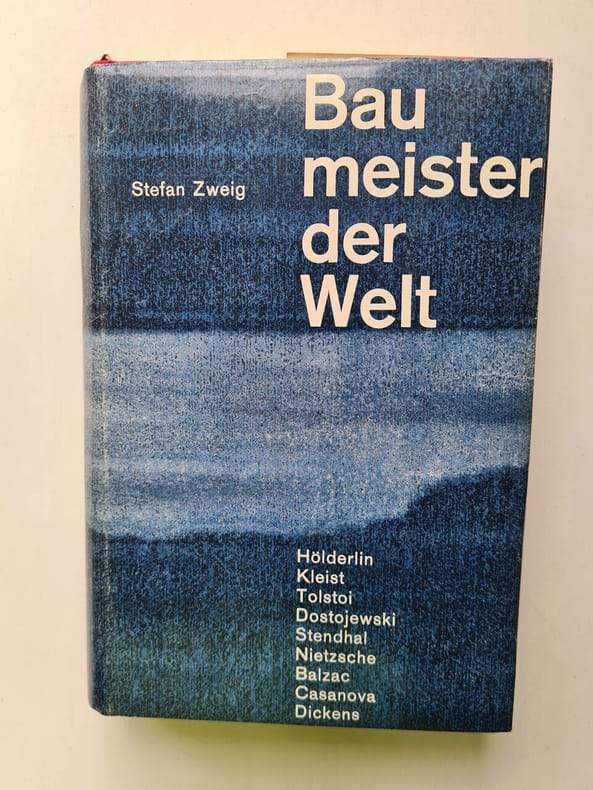 Bau
meister
der
Welt
Stefan Zweig
Hölderlin
Kleist
Tolstoi
Dostojewski
Stendhal
Nietzsche
Balzac
Casanova
Dickens